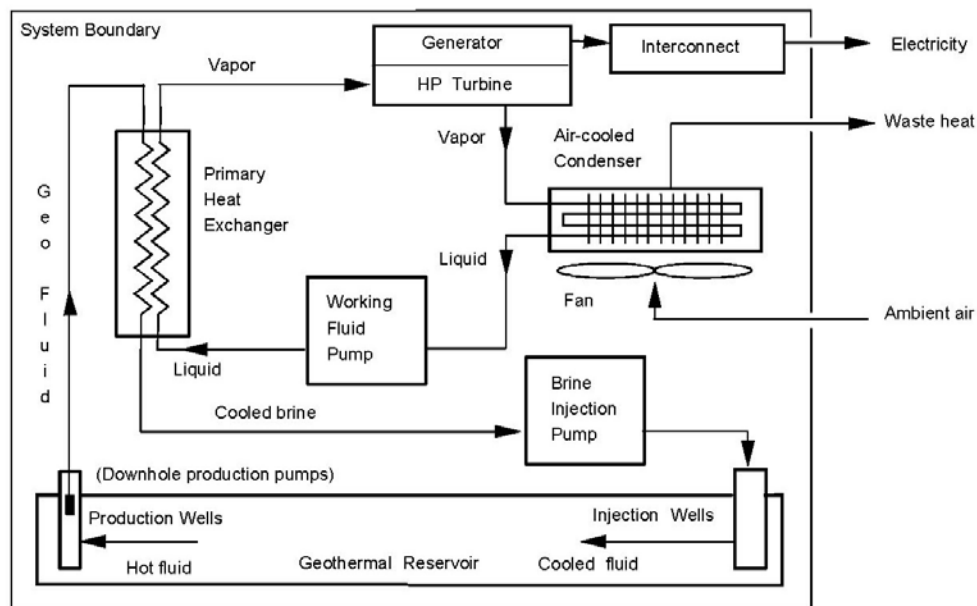 System Boundary
Generator
HP Turbine
Interconnect
Electricity
Vapor
Vapor
Waste heat
Air-cooled
Condenser
Primary
Heat
Exchanger
Geo Fluid
Liquid
Fan
Ambient air
Working
Fluid
Pump
Liquid
Brine
Injection
Pump
Cooled brine
(Downhole production pumps)
Production Wells
Injection Wells
Hot fluid
Geothermal Reservoir
Cooled fluid